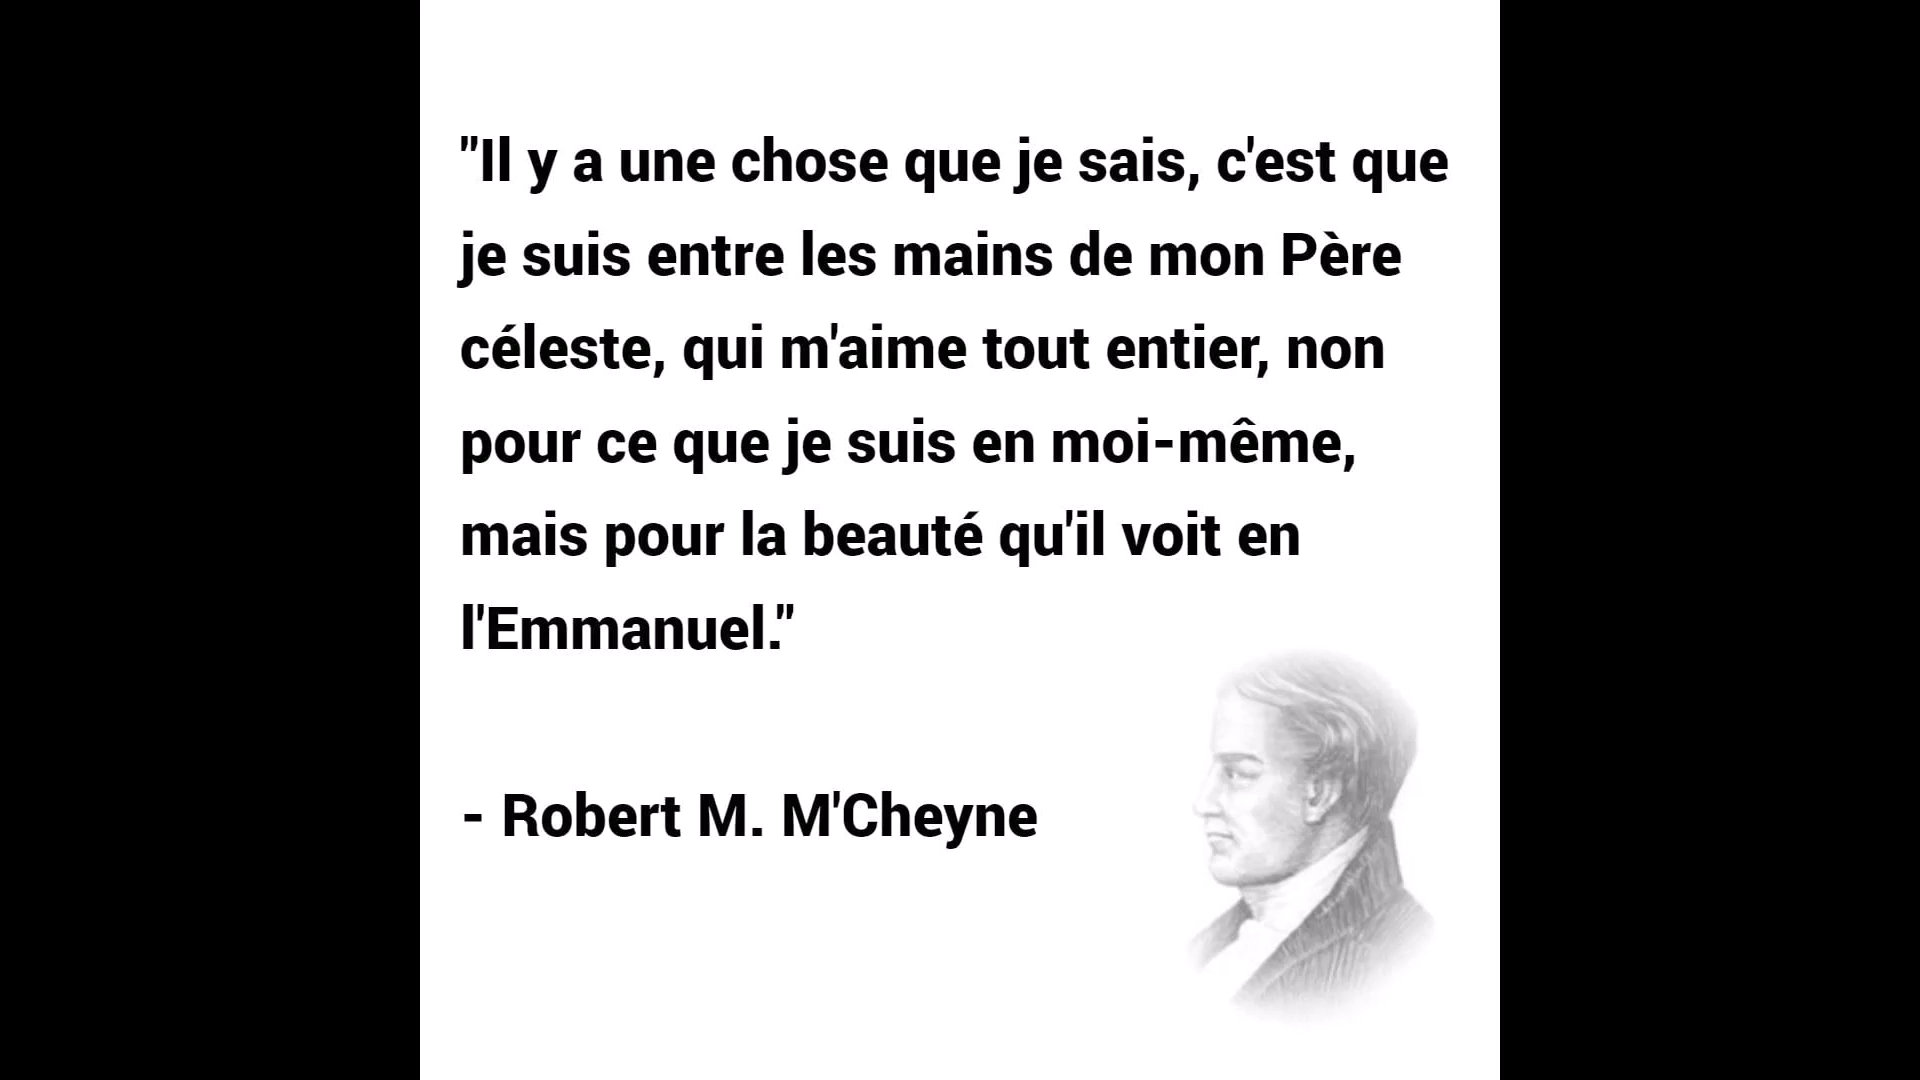 "Il y a une chose que je sais, c'est que
je suis entre les mains de mon Père
céleste, qui m'aime tout entier, non
pour ce que je suis en moi-même,
mais pour la beauté qu'il voit en
l'Emmanuel."
- Robert M. M'Cheyne